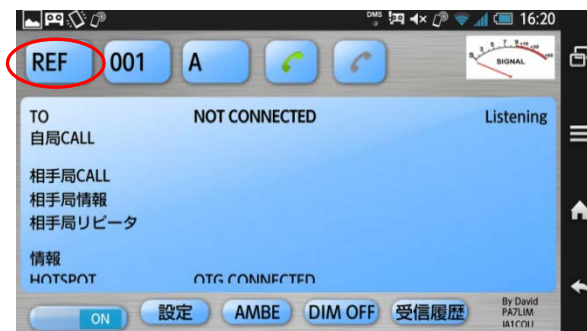 DMS 16:20
REF 001 A
SIGNAL
TO NOT CONNECTED Listening
自局CALL
相手局CALL
相手局情報
相手局リピータ
情報
HOTSPOT OTG CONNECTED
ON 設定 AMBE DIM OFF 受信履歴 By David
PA7LIM
JA1COU